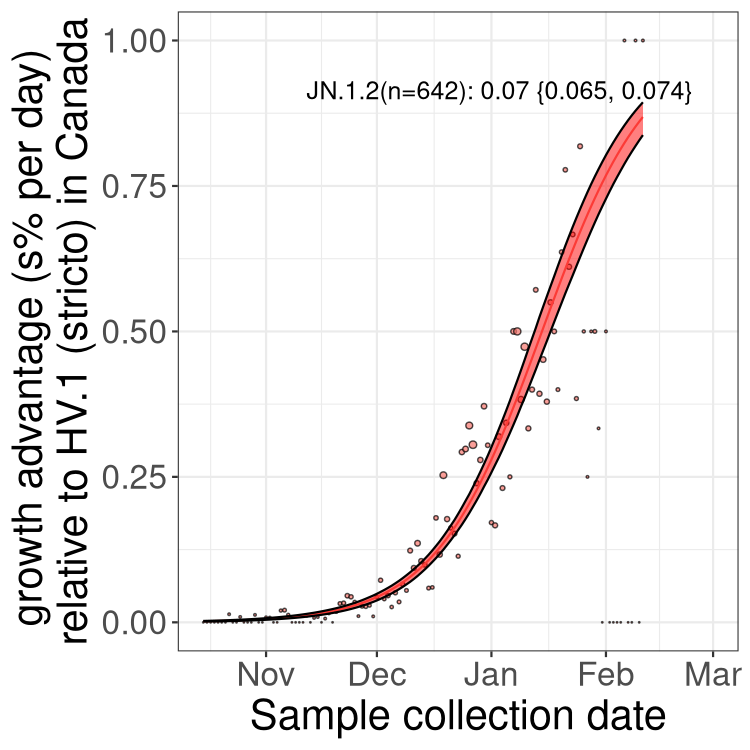 growth advantage (s% per day)
relative to HV.1 (stricto) in Canada
1.00
0.75
0.50
0.25
0.00
JN.1.2(n=642): 0.07 {0.065, 0.074}
Nov Dec Jan Feb Mar
Sample collection date